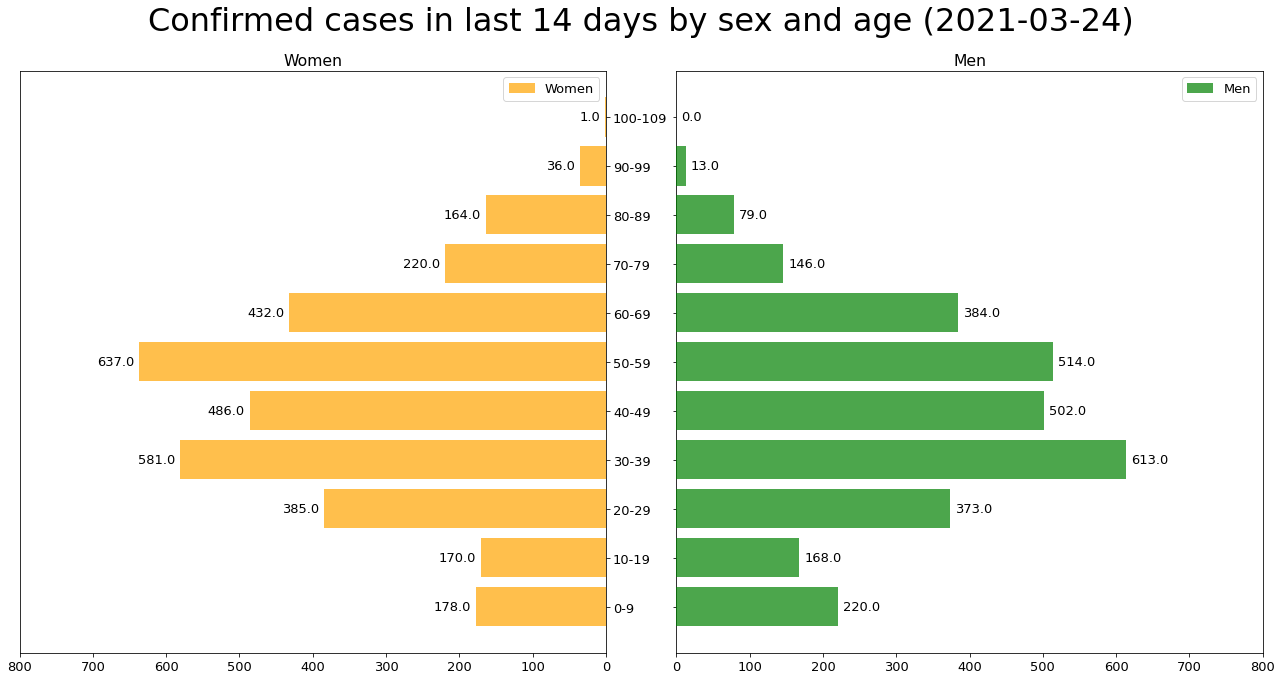 Confirmed cases in last 14 days by sex and age (2021-03-24)
Women
Men
Women
Men
1.0 100-109 0.0
36.0 90-99 13.0
164.0 80-89 79.0
220.0 70-79 146.0
432.0 60-69 384.0
637.0 50-59 514.0
486.0 40-49 502.0
581.0 30-39 613.0
385.0 20-29 373.0
170.0 10-19 168.0
178.0 0-9 220.0
800 700 600 500 400 300 200 100 0
0 100 200 300 400 500 600 700 800